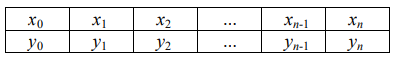 x₀ x₁ x₂ ... xₙ₋₁ xₙ
y₀ y₁ y₂ ... yₙ₋₁ yₙ